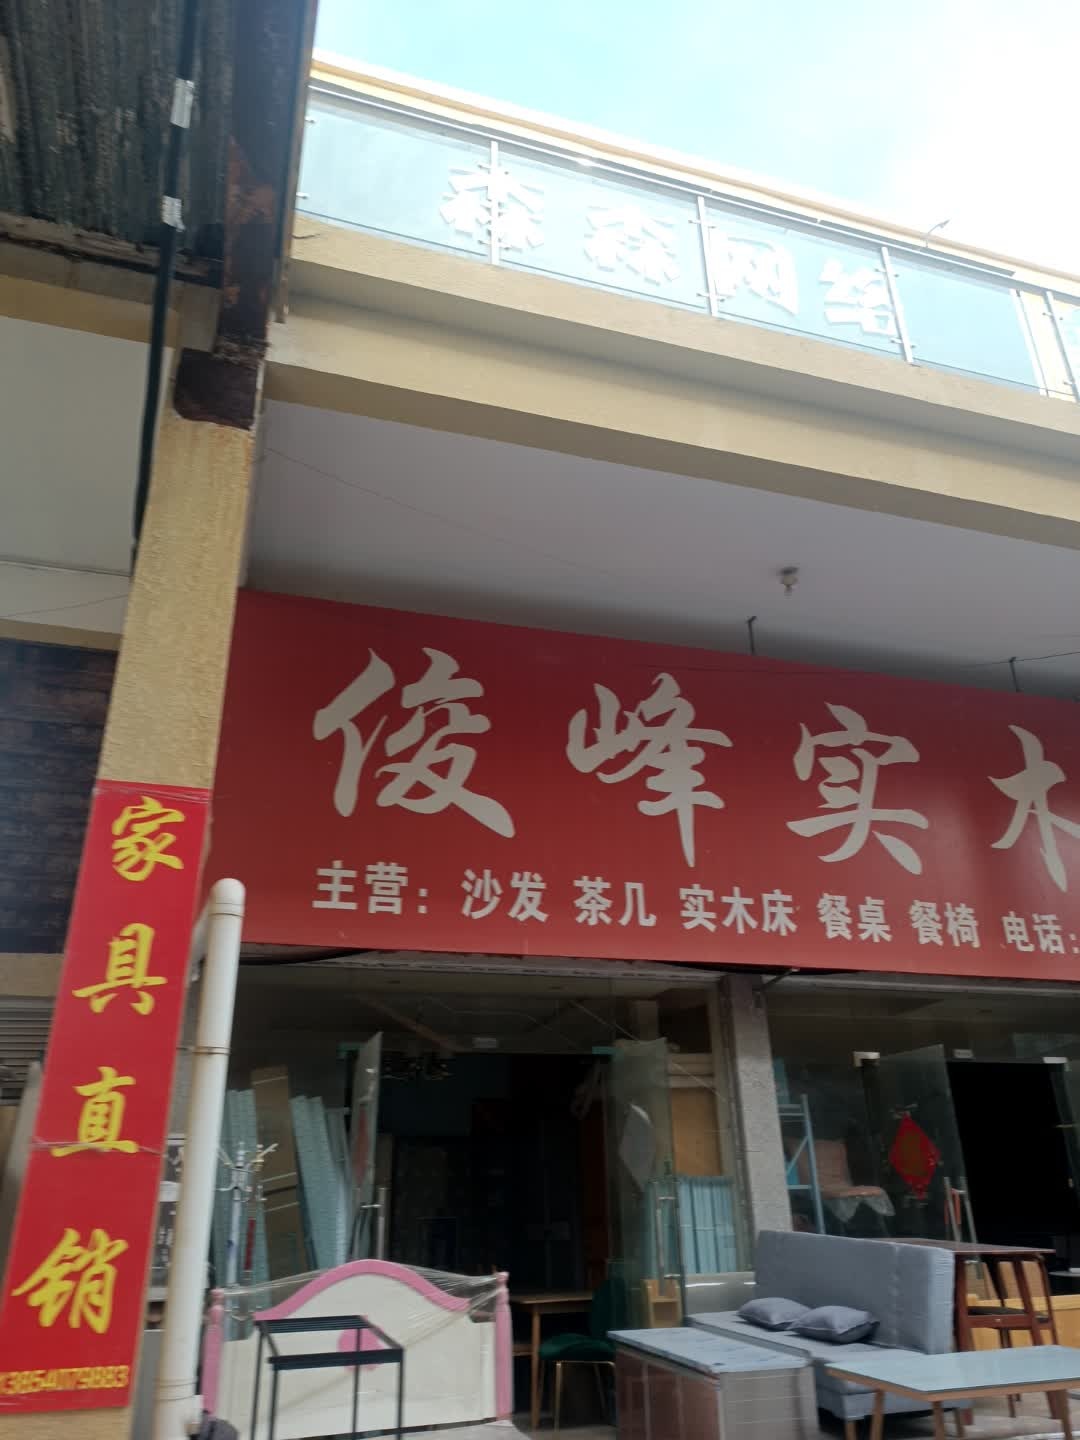 森森网络
俊峰实木
主营：沙发 茶几 实木床 餐桌 餐椅 电话：
家具直销
13854079883